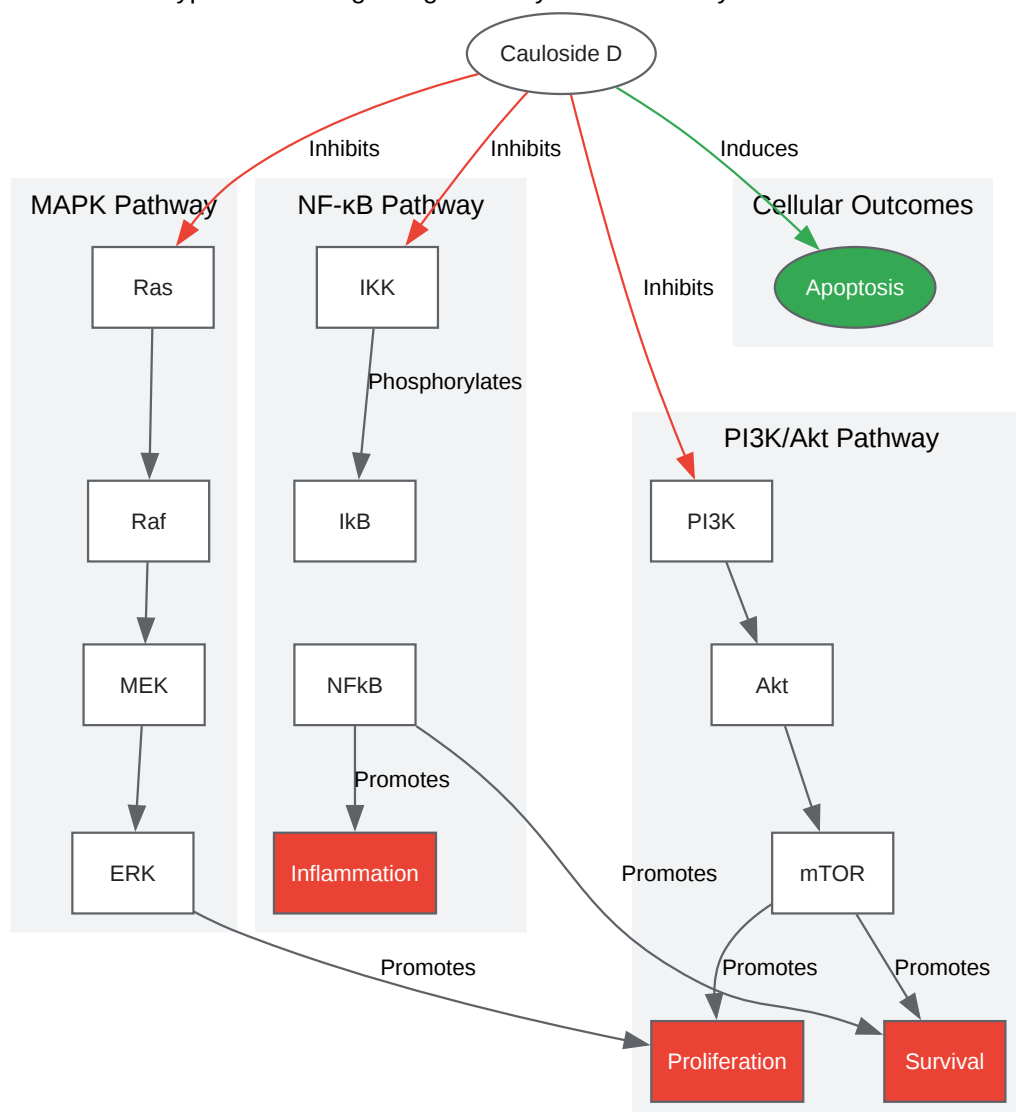 Cauloside D
Inhibits
Inhibits
Induces
MAPK Pathway
NF-κB Pathway
Cellular Outcomes
Ras
IKK
Inhibits
Apoptosis
Phosphorylates
PI3K/Akt Pathway
Raf
IkB
PI3K
MEK
NFkB
Akt
Promotes
ERK
Inflammation
Promotes
mTOR
Promotes
Promotes
Promotes
Proliferation
Survival